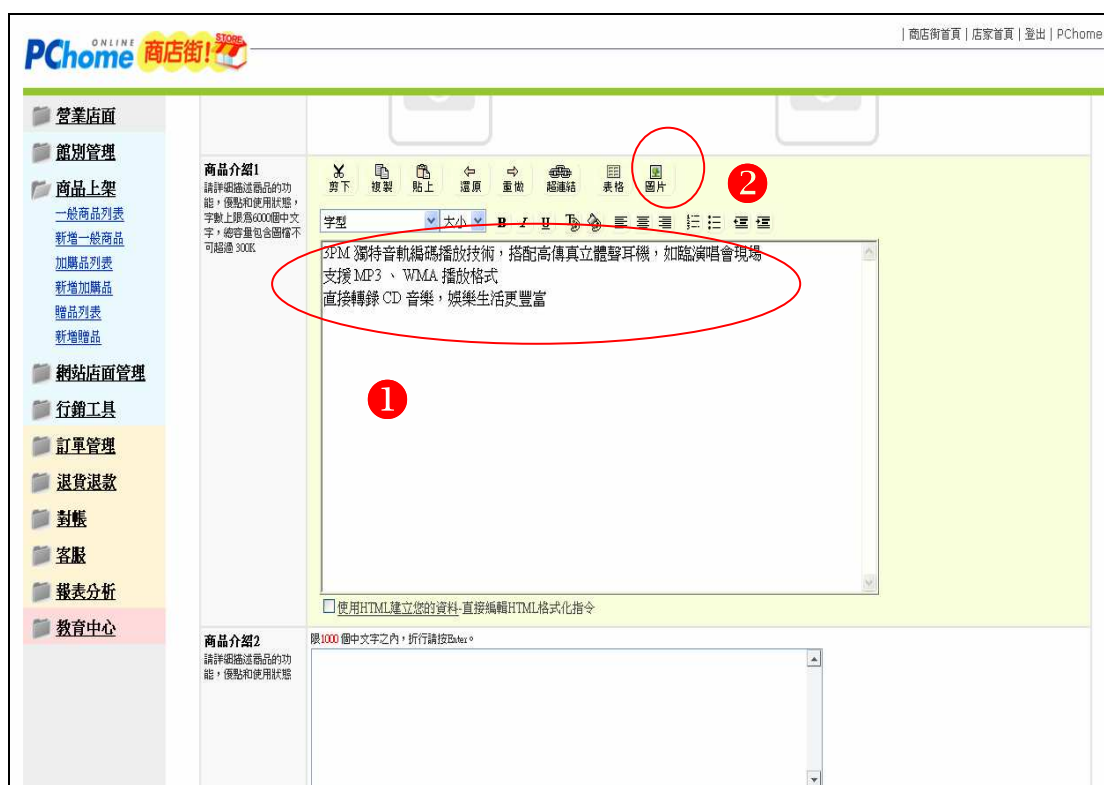 PChome ONLINE 商店街! STORE
| 商店街首頁 | 店家首頁 | 登出 | PChome
營業店面
館別管理
商品上架
一般商品列表
新增一般商品
加購品列表
新增加購品
贈品列表
新增贈品
網站店面管理
行銷工具
訂單管理
退貨退款
對帳
客服
報表分析
教育中心
商品介紹1
請詳細描述商品的功
能,優點和使用狀態,
字數上限為6000個中文
字,總容量包含圖檔不
可超過 300K
剪下 複製 貼上 還原 重做 超連結 表格 圖片
2
字型 大小 B I U
3PM 獨特音軌編碼播放技術,搭配高傳真立體聲耳機,如臨演唱會現場
支援 MP3 、 WMA 播放格式
直接轉錄 CD 音樂,娛樂生活更豐富
1
使用HTML建立您的資料-直接編輯HTML格式化指令
商品介紹2
請詳細描述商品的功
能,優點和使用狀態
限1000 個中文字之內,折行請按Enter。